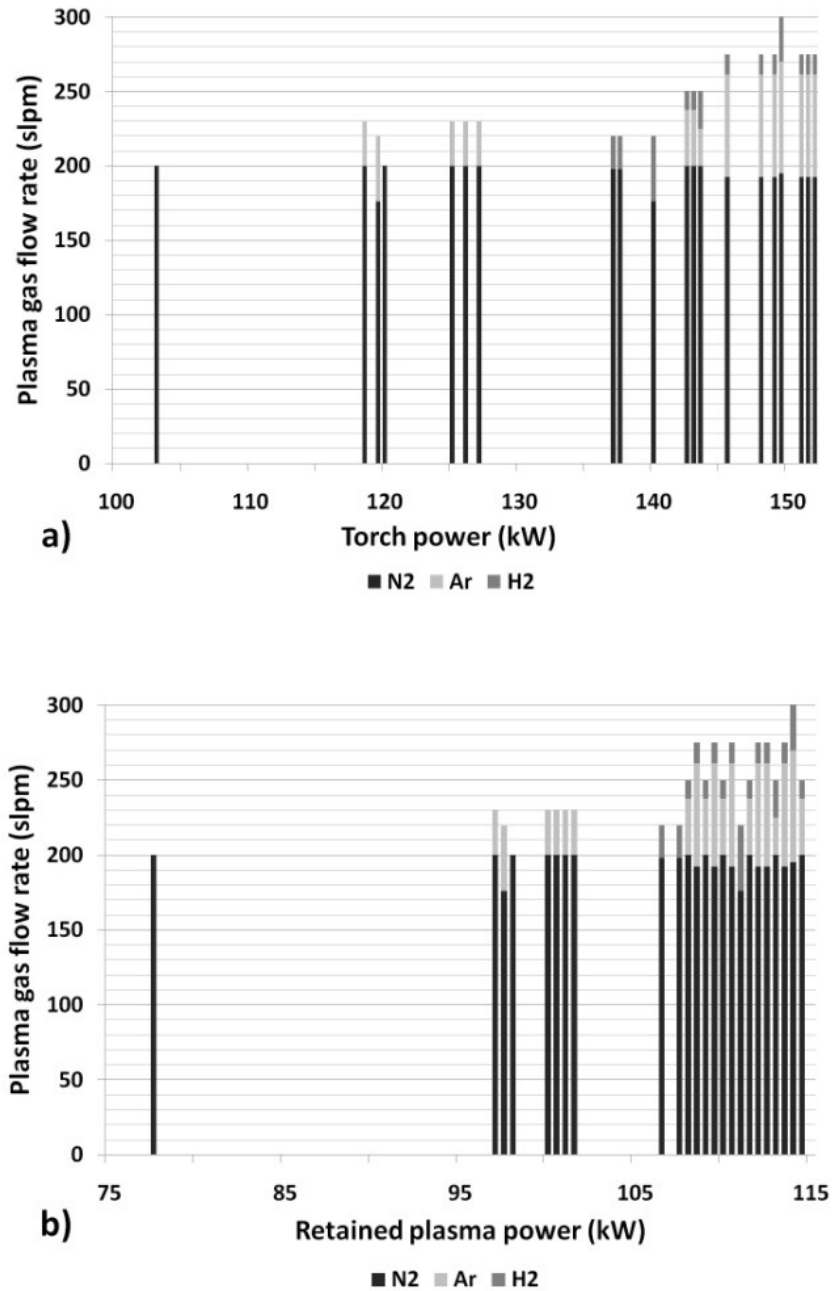 Plasma gas flow rate (slpm)
300
250
200
150
100
50
0
100 110 120 130 140 150
Torch power (kW)
a)
N2 Ar H2
Plasma gas flow rate (slpm)
300
250
200
150
100
50
0
75 85 95 105 115
Retained plasma power (kW)
b)
N2 Ar H2